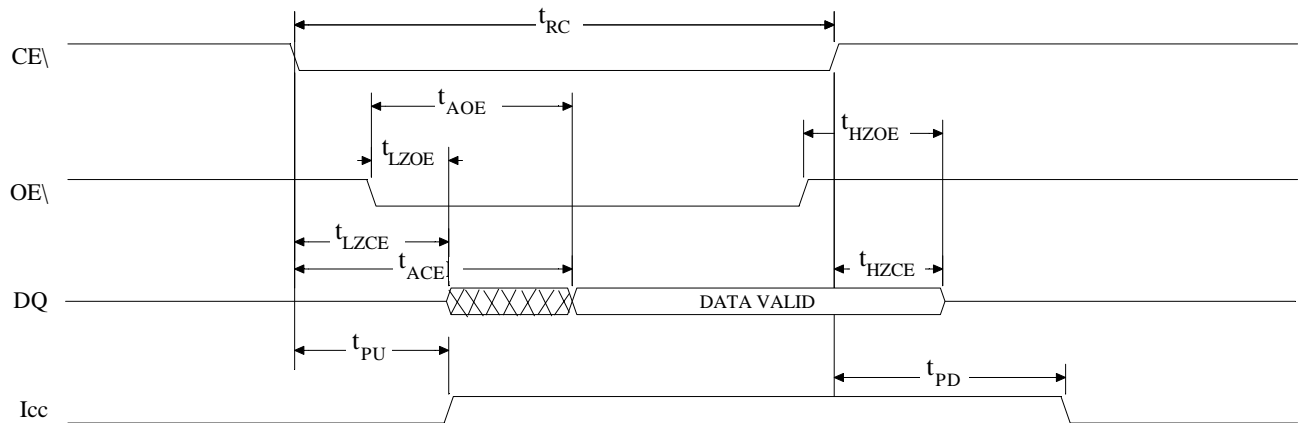 tRC
CE\
tAOE
tHZOE
tLZOE
OE\
tLZCE
tACE
tHZCE
DQ
DATA VALID
tPU
tPD
Icc